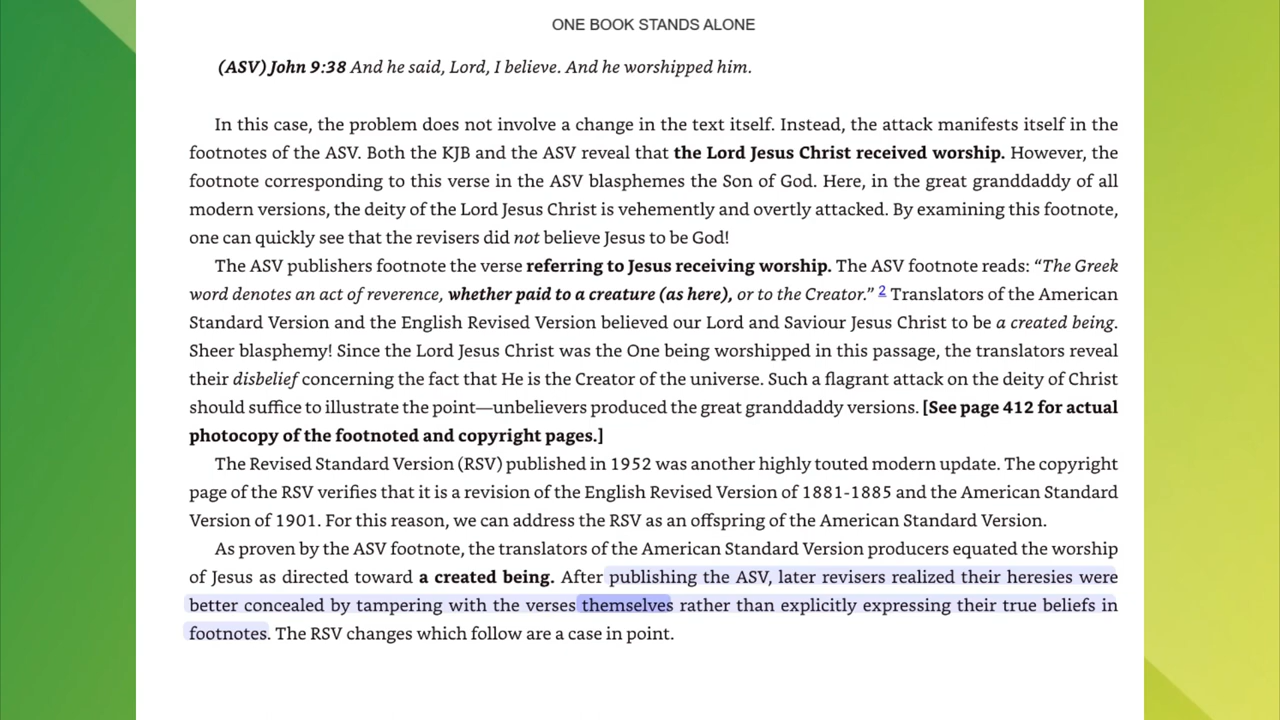 ONE BOOK STANDS ALONE
(ASV) John 9:38 And he said, Lord, I believe. And he worshipped him.
In this case, the problem does not involve a change in the text itself. Instead, the attack manifests itself in the
footnotes of the ASV. Both the KJB and the ASV reveal that the Lord Jesus Christ received worship. However, the
footnote corresponding to this verse in the ASV blasphemes the Son of God. Here, in the great granddaddy of all
modern versions, the deity of the Lord Jesus Christ is vehemently and overtly attacked. By examining this footnote,
one can quickly see that the revisers did not believe Jesus to be God!
The ASV publishers footnote the verse referring to Jesus receiving worship. The ASV footnote reads: “The Greek
word denotes an act of reverence, whether paid to a creature (as here), or to the Creator.” 2 Translators of the American
Standard Version and the English Revised Version believed our Lord and Saviour Jesus Christ to be a created being.
Sheer blasphemy! Since the Lord Jesus Christ was the One being worshipped in this passage, the translators reveal
their disbelief concerning the fact that He is the Creator of the universe. Such a flagrant attack on the deity of Christ
should suffice to illustrate the point—unbelievers produced the great granddaddy versions. [See page 412 for actual
photocopy of the footnoted and copyright pages.]
The Revised Standard Version (RSV) published in 1952 was another highly touted modern update. The copyright
page of the RSV verifies that it is a revision of the English Revised Version of 1881-1885 and the American Standard
Version of 1901. For this reason, we can address the RSV as an offspring of the American Standard Version.
As proven by the ASV footnote, the translators of the American Standard Version producers equated the worship
of Jesus as directed toward a created being. After publishing the ASV, later revisers realized their heresies were
better concealed by tampering with the verses themselves rather than explicitly expressing their true beliefs in
footnotes. The RSV changes which follow are a case in point.